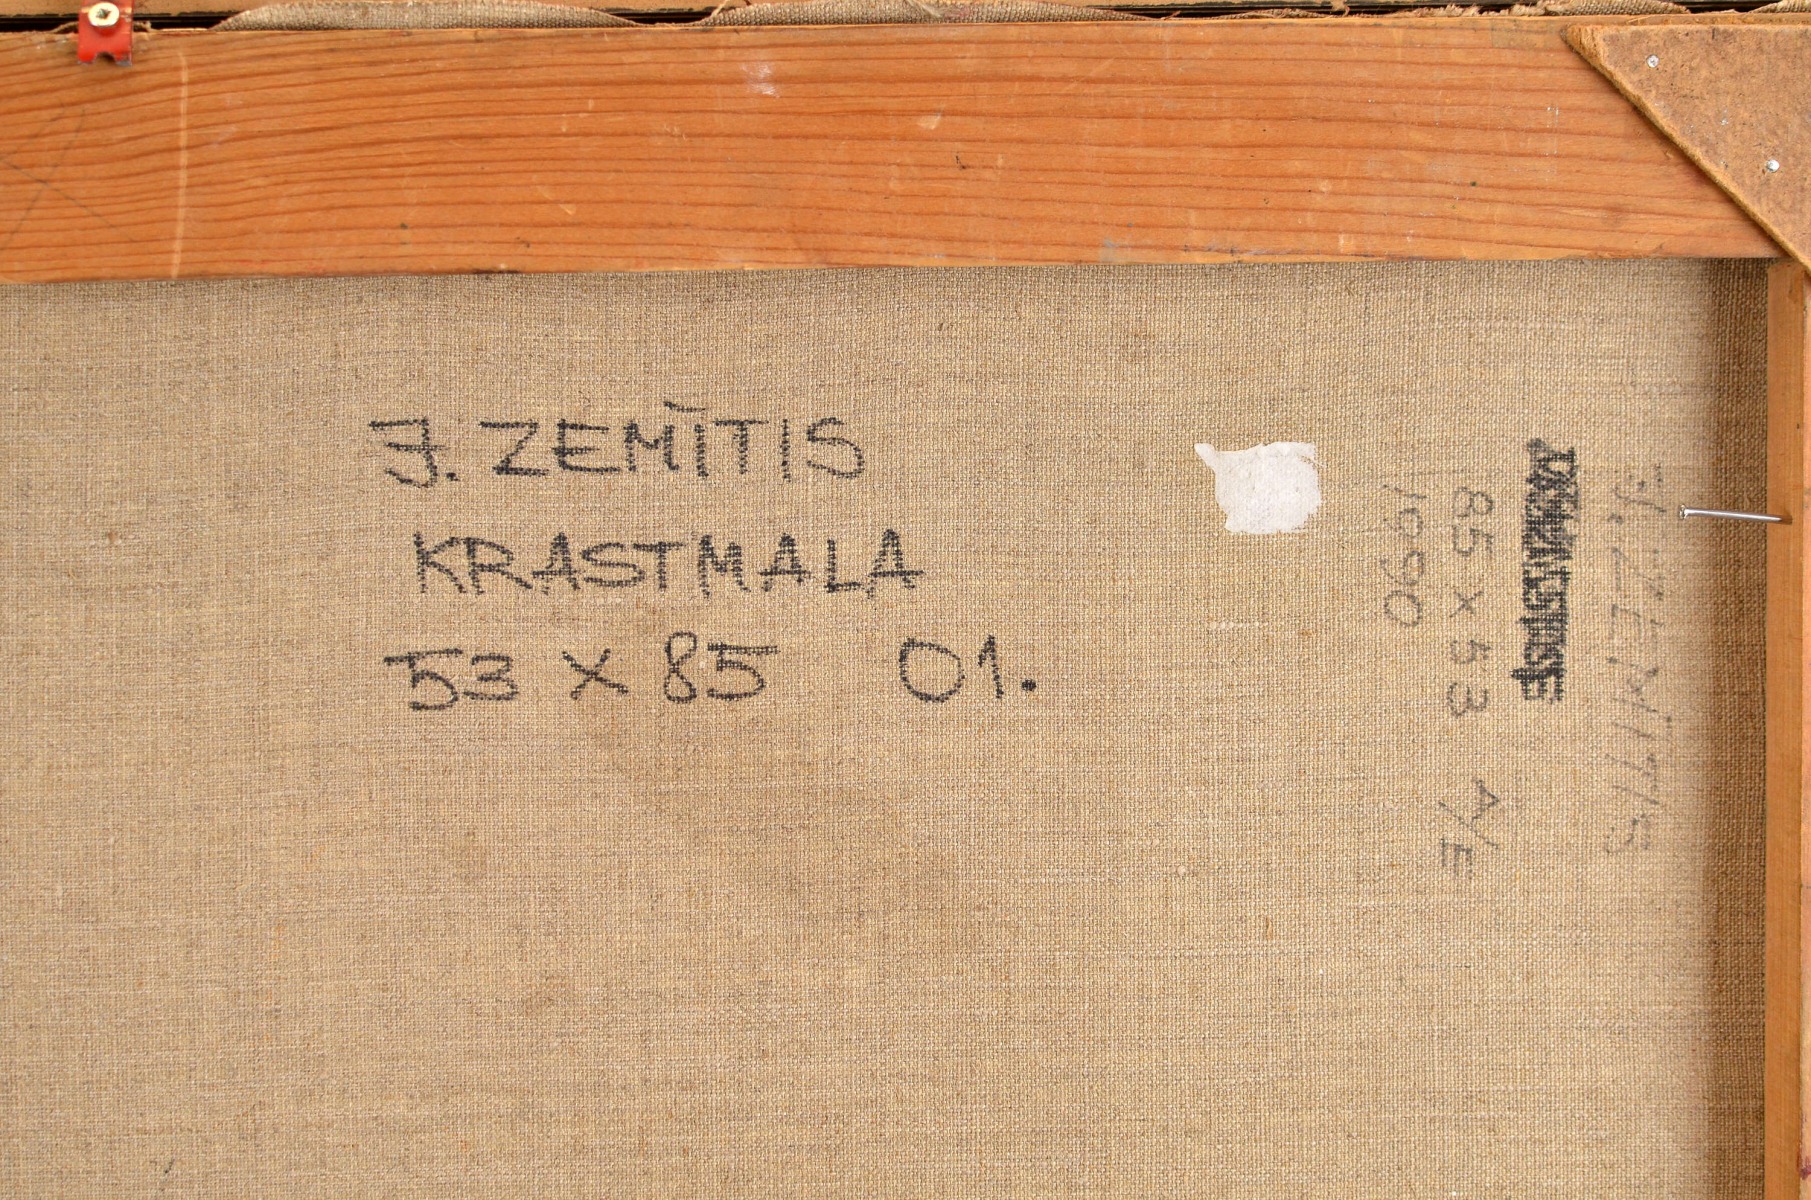 J. ZEMĪTIS
KRASTMALA
53 x 85 01.
J. ZEMĪTIS
85 x 53 A/E
1990